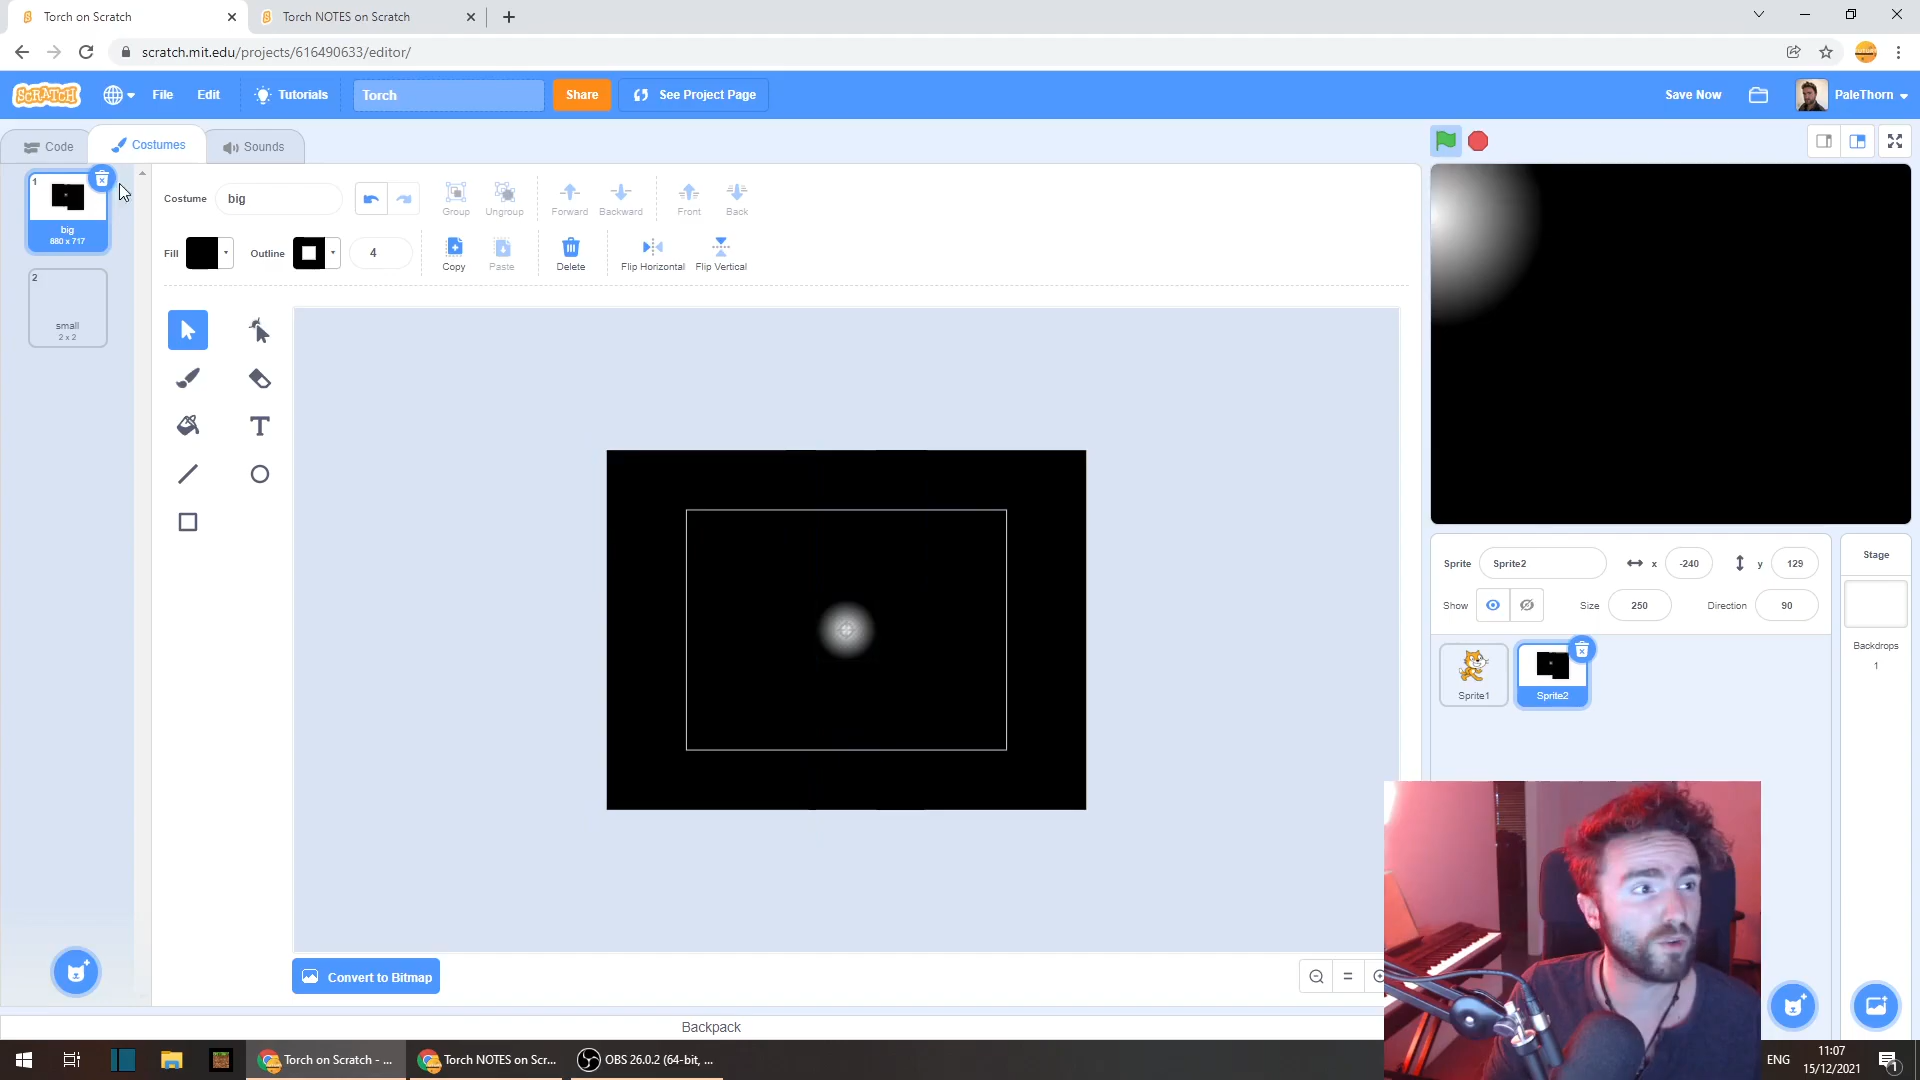 Torch on Scratch
Torch NOTES on Scratch
scratch.mit.edu/projects/616490633/editor/
SCRATCH
File
Edit
Tutorials
Torch
Share
See Project Page
Save Now
PaleThorn
Code
Costumes
Sounds
1
big
880 x 717
2
small
2 x 2
Costume
big
Group
Ungroup
Forward
Backward
Front
Back
Fill
Outline
4
Copy
Paste
Delete
Flip Horizontal
Flip Vertical
Convert to Bitmap
Sprite
Sprite2
x
-240
y
129
Show
Size
250
Direction
90
Sprite1
Sprite2
Stage
Backdrops
1
Backpack
Torch on Scratch - ...
Torch NOTES on Scr...
OBS 26.0.2 (64-bit, ...
ENG
11:07
15/12/2021
1